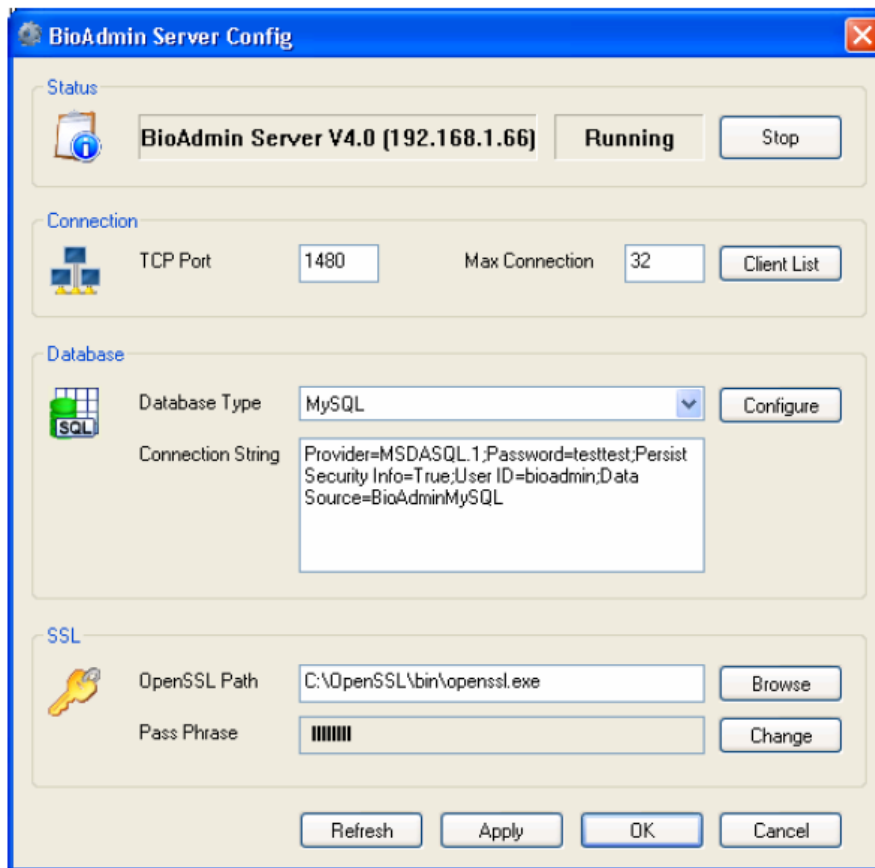 BioAdmin Server Config
Status
BioAdmin Server V4.0 (192.168.1.66) Running Stop
Connection
TCP Port 1480 Max Connection 32 Client List
Database
Database Type MySQL Configure
Connection String Provider=MSDASQL.1;Password=testtest;Persist
Security Info=True;User ID=bioadmin;Data
Source=BioAdminMySQL
SQL
SSL
OpenSSL Path C:\OpenSSL\bin\openssl.exe Browse
Pass Phrase Change
Refresh Apply OK Cancel